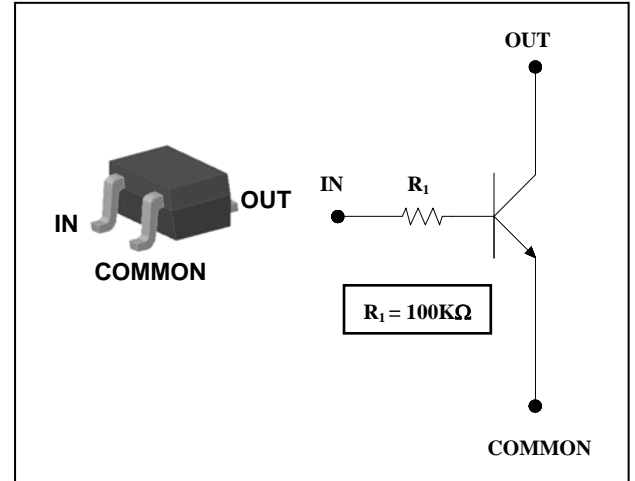 OUT
IN
R₁
OUT
IN
COMMON
R₁ = 100KΩ
COMMON